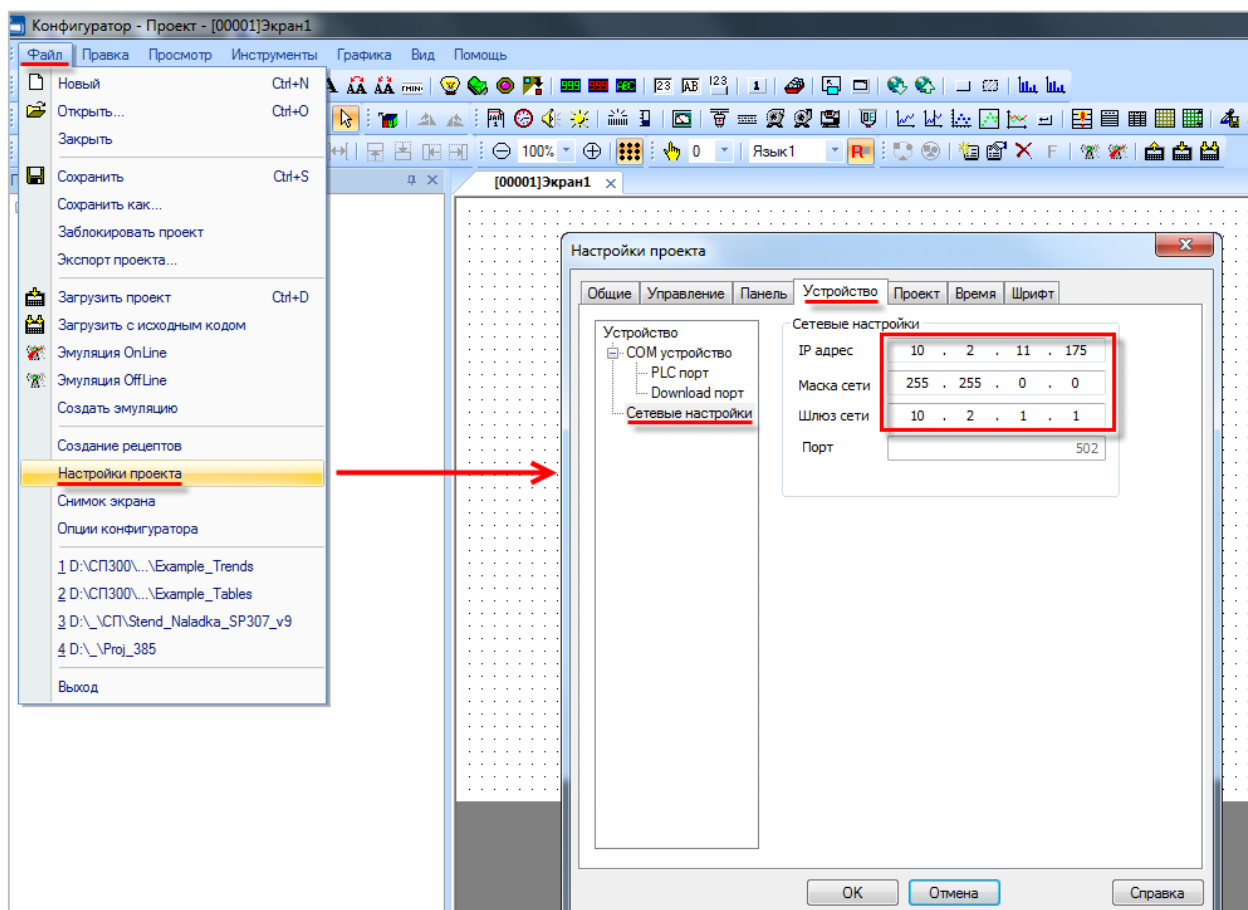 Конфигуратор - Проект - [00001]Экран1
Файл Правка Просмотр Инструменты Графика Вид Помощь
Новый Ctrl+N
Открыть... Ctrl+O
Закрыть
Сохранить Ctrl+S
Сохранить как...
Заблокировать проект
Экспорт проекта...
Загрузить проект Ctrl+D
Загрузить с исходным кодом
Эмуляция OnLine
Эмуляция OffLine
Создать эмуляцию
Создание рецептов
Настройки проекта
Снимок экрана
Опции конфигуратора
1 D:\СП300\...\Example_Trends
2 D:\СП300\...\Example_Tables
3 D:\_\СП\Stend_Naladka_SP307_v9
4 D:\_\Proj_385
Выход
100% 0 Язык1 R F
[00001]Экран1
Настройки проекта
Общие Управление Панель Устройство Проект Время Шрифт
Устройство
COM устройство
PLC порт
Download порт
Сетевые настройки
Сетевые настройки
IP адрес 10 . 2 . 11 . 175
Маска сети 255 . 255 . 0 . 0
Шлюз сети 10 . 2 . 1 . 1
Порт 502
OK Отмена Справка